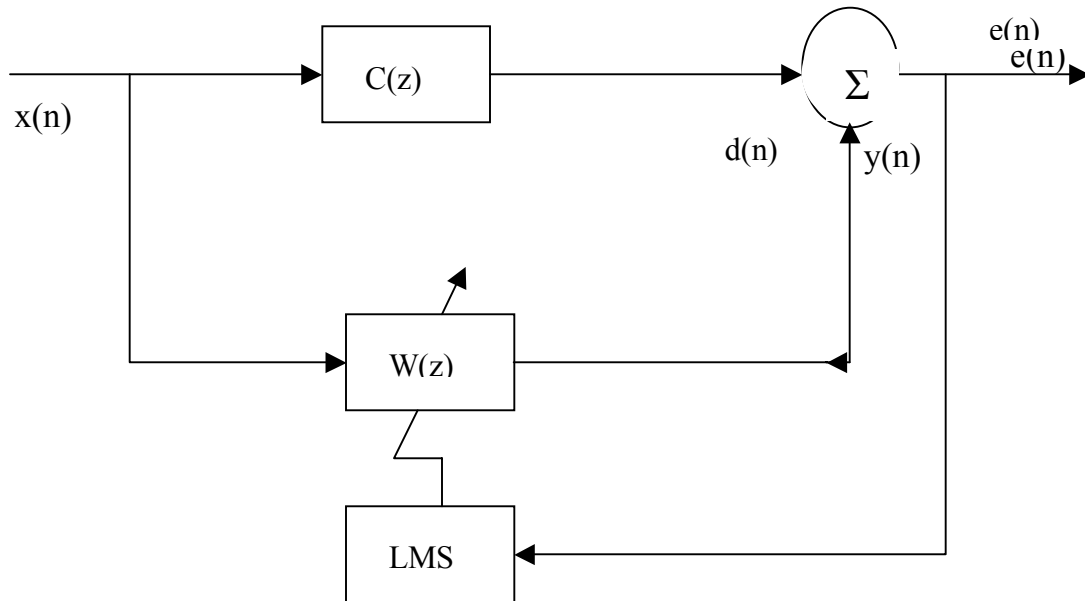 e(n)
e(n)
C(z)
Σ
x(n)
d(n)
y(n)
W(z)
LMS